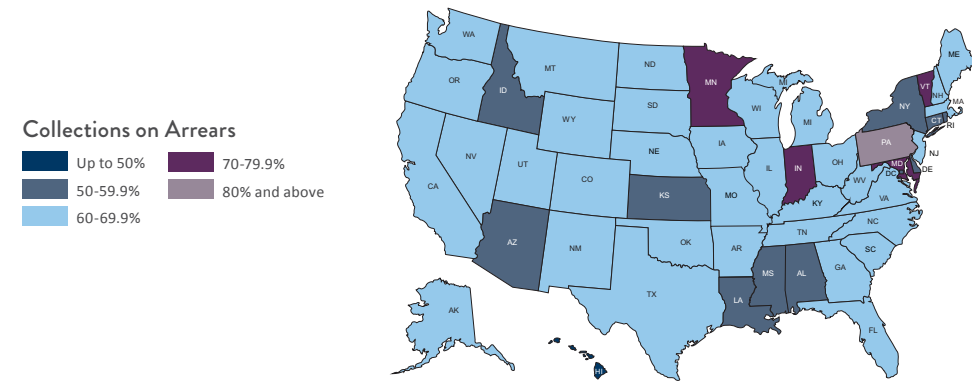 Collections on Arrears
Up to 50%
50-59.9%
60-69.9%
70-79.9%
80% and above
WA
OR
CA
NV
ID
MT
WY
UT
AZ
CO
NM
ND
SD
NE
KS
OK
TX
MN
IA
MO
AR
LA
WI
IL
MI
MI
IN
OH
KY
TN
MS
AL
GA
FL
SC
NC
VA
WV
PA
NY
VT
NH
ME
MA
CT
RI
NJ
DE
MD
DC
AK
HI